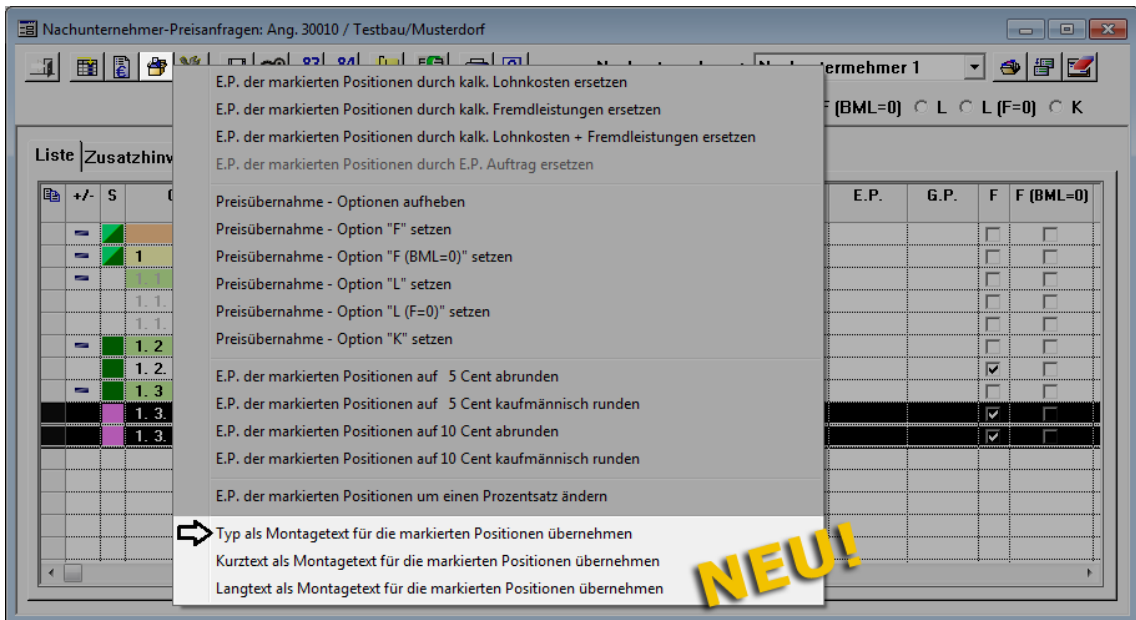 Nachunternehmer-Preisanfragen: Ang. 30010 / Testbau/Musterdorf
ermehmer 1
F (BML=0) L L (F=0) K
Liste Zusatzhinw
+/- S E.P. G.P. F F (BML=0)
1
1. 1
1. 1.
1. 1.
1. 2
1. 2.
1. 3
1. 3.
1. 3.
E.P. der markierten Positionen durch kalk. Lohnkosten ersetzen
E.P. der markierten Positionen durch kalk. Fremdleistungen ersetzen
E.P. der markierten Positionen durch kalk. Lohnkosten + Fremdleistungen ersetzen
E.P. der markierten Positionen durch E.P. Auftrag ersetzen
Preisübernahme - Optionen aufheben
Preisübernahme - Option "F" setzen
Preisübernahme - Option "F (BML=0)" setzen
Preisübernahme - Option "L" setzen
Preisübernahme - Option "L (F=0)" setzen
Preisübernahme - Option "K" setzen
E.P. der markierten Positionen auf 5 Cent abrunden
E.P. der markierten Positionen auf 5 Cent kaufmännisch runden
E.P. der markierten Positionen auf 10 Cent abrunden
E.P. der markierten Positionen auf 10 Cent kaufmännisch runden
E.P. der markierten Positionen um einen Prozentsatz ändern
Typ als Montagetext für die markierten Positionen übernehmen
Kurztext als Montagetext für die markierten Positionen übernehmen
Langtext als Montagetext für die markierten Positionen übernehmen
NEU!